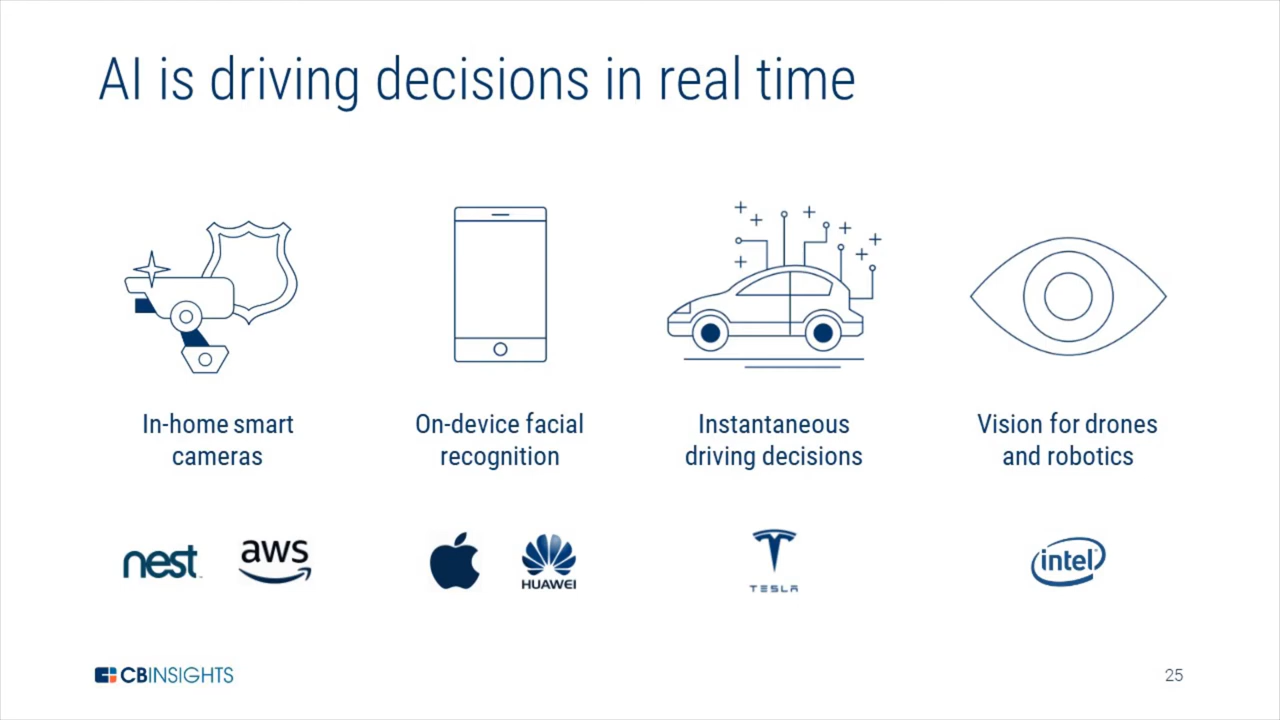 AI is driving decisions in real time
In-home smart
cameras
On-device facial
recognition
Instantaneous
driving decisions
Vision for drones
and robotics
nest
aws
HUAWEI
TESLA
intel
CBINSIGHTS
25